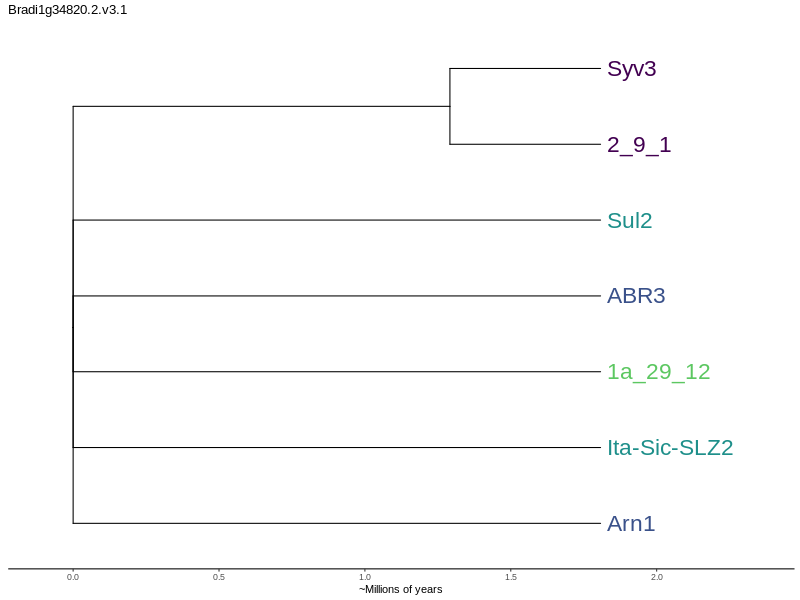 Bradi1g34820.2.v3.1
Syv3
2_9_1
Sul2
ABR3
1a_29_12
Ita-Sic-SLZ2
Arn1
0.0 0.5 1.0 1.5 2.0
~Millions of years